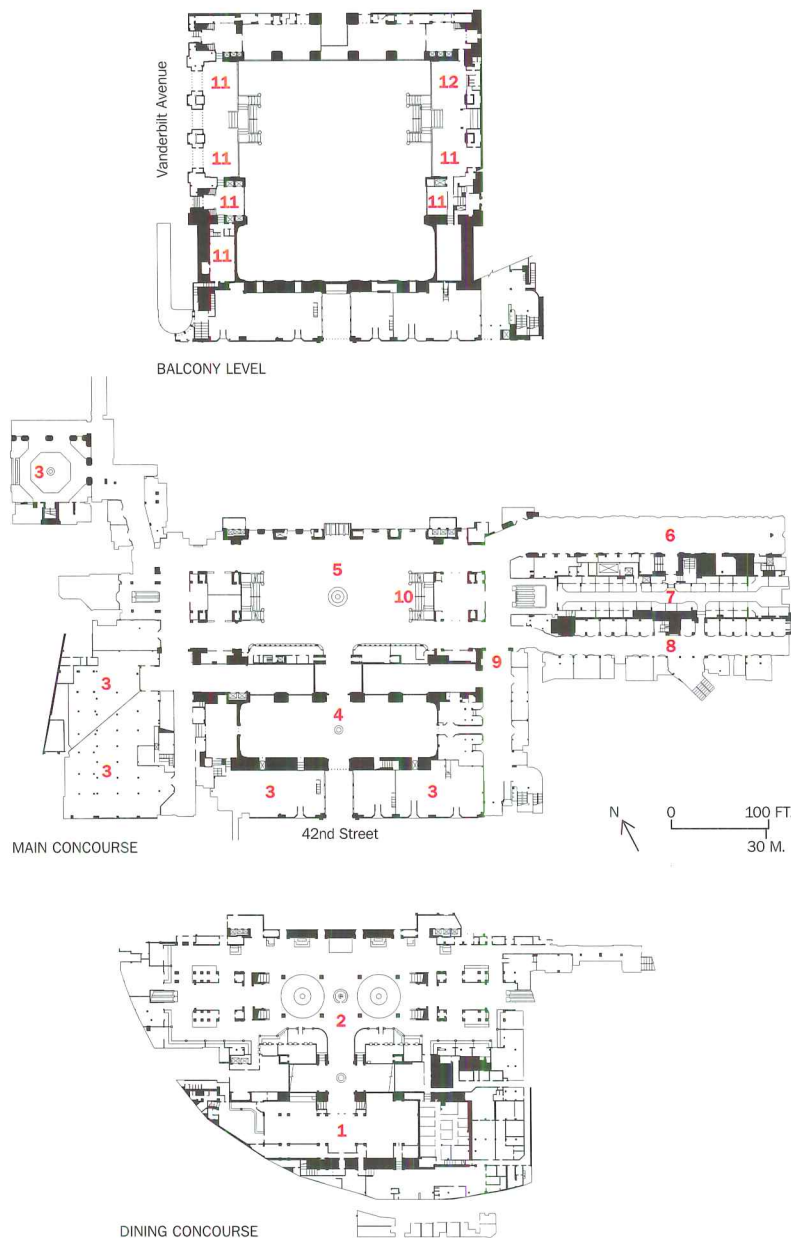 Vanderbilt Avenue
11
12
11
11
11
11
11
BALCONY LEVEL
3
6
5
10
7
8
9
3
4
3
3
3
42nd Street
N
0
100 FT.
30 M.
MAIN CONCOURSE
2
1
DINING CONCOURSE